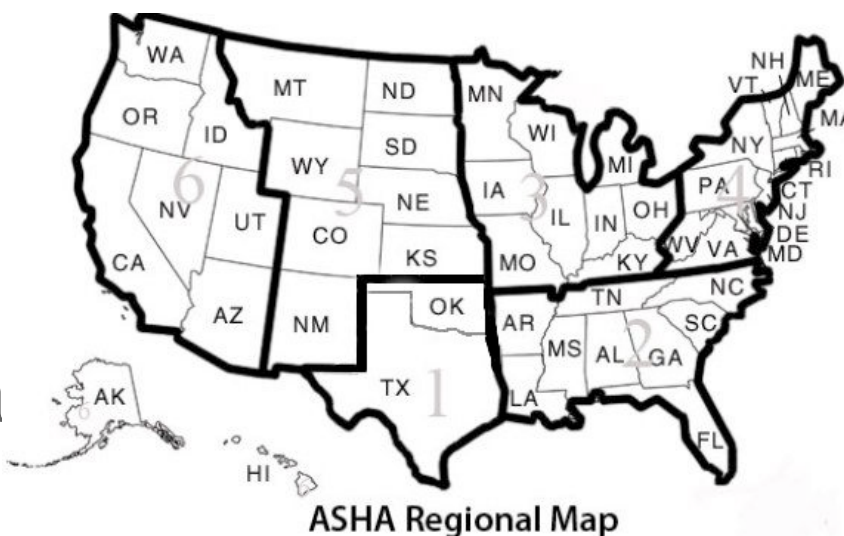 NH
WA
VT
ME
MT
ND
MN
MA
OR
ID
WI
NY
SD
MI
RI
WY
6
5
IA
3
PA
4
CT
NV
NE
IL
IN
OH
NJ
UT
DE
CO
WV
VA
MD
CA
KS
MO
KY
NC
AZ
NM
OK
AR
TN
SC
MS
AL
2
GA
AK
6
TX
1
LA
FL
HI
ASHA Regional Map